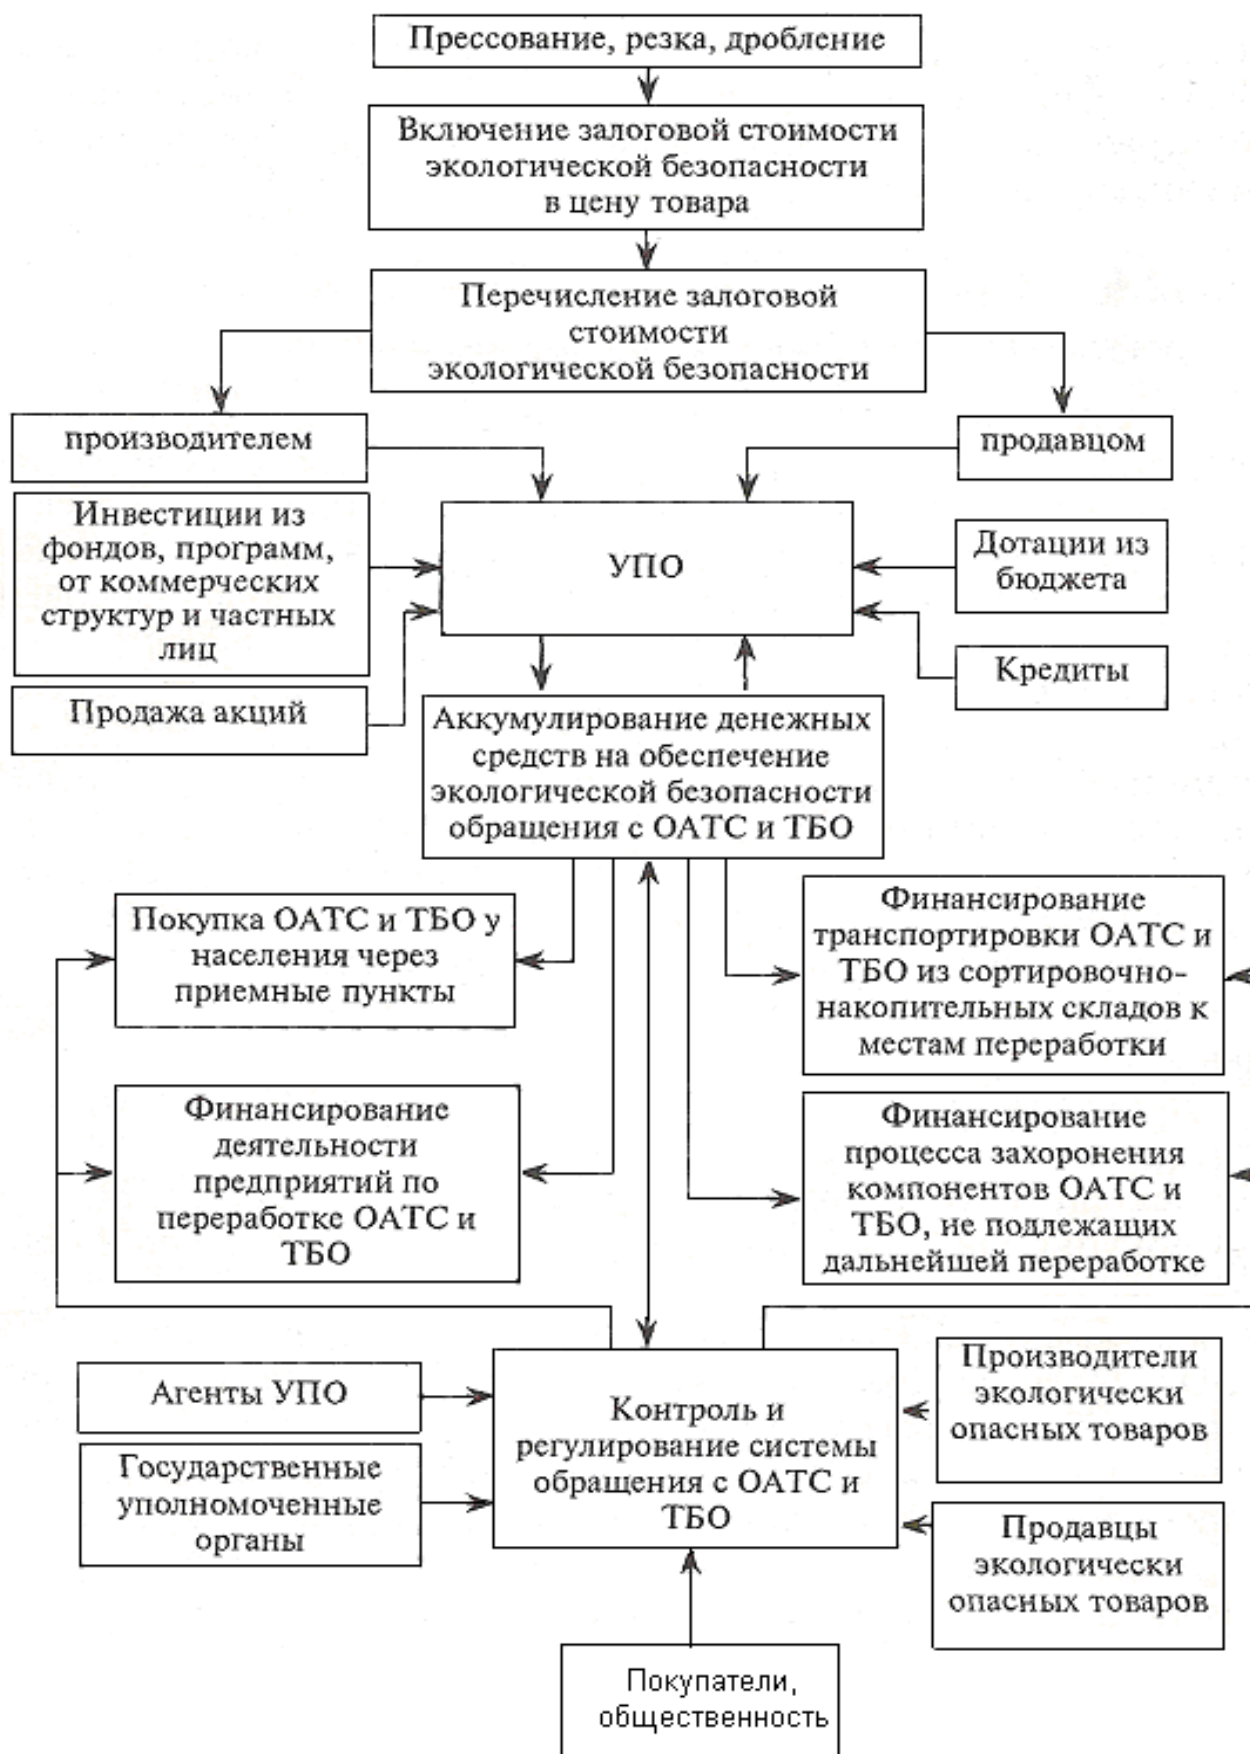 Прессование, резка, дробление
Включение залоговой стоимости
экологической безопасности
в цену товара
Перечисление залоговой
стоимости
экологической безопасности
производителем
продавцом
Инвестиции из
фондов, программ,
от коммерческих
структур и частных
лиц
УПО
Дотации из
бюджета
Продажа акций
Кредиты
Аккумулирование денежных
средств на обеспечение
экологической безопасности
обращения с ОАТС и ТБО
Покупка ОАТС и ТБО у
населения через
приемные пункты
Финансирование
транспортировки ОАТС и
ТБО из сортировочно-
накопительных складов к
местам переработки
Финансирование
деятельности
предприятий по
переработке ОАТС и
ТБО
Финансирование
процесса захоронения
компонентов ОАТС и
ТБО, не подлежащих
дальнейшей переработке
Агенты УПО
Государственные
уполномоченные
органы
Контроль и
регулирование системы
обращения с ОАТС и
ТБО
Производители
экологически
опасных товаров
Продавцы
экологически
опасных товаров
Покупатели,
общественность